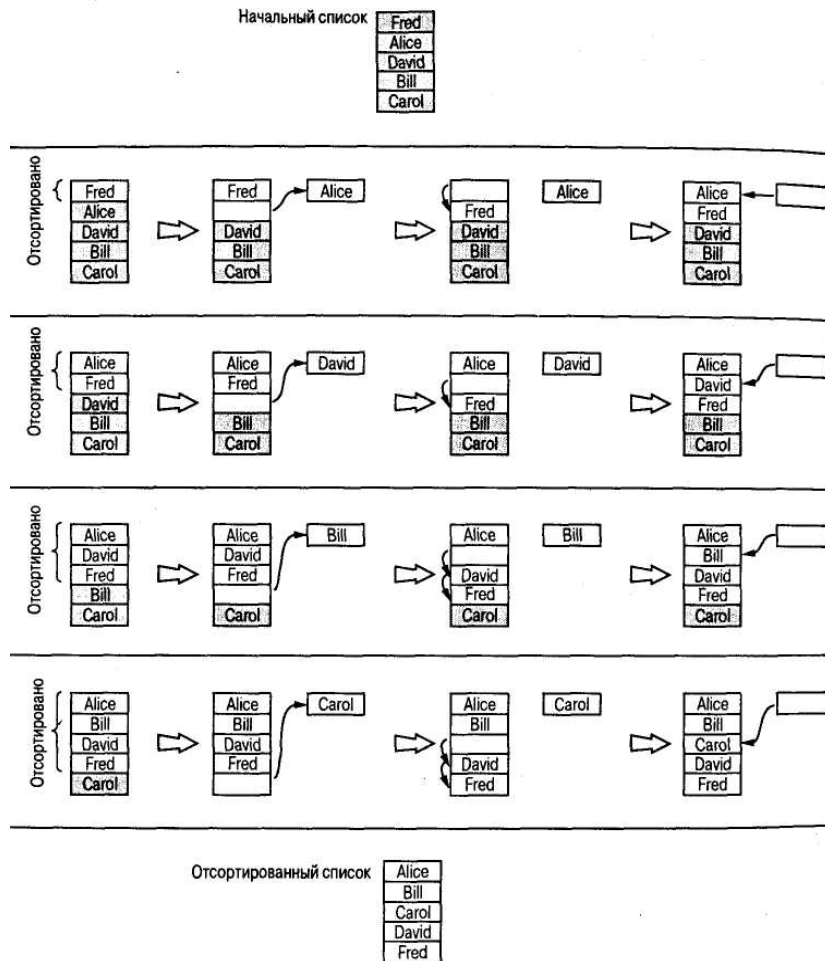 Начальный список
Fred
Alice
David
Bill
Carol
Отсортировано
Fred
Alice
David
Bill
Carol
Fred
David
Bill
Carol
Alice
Fred
David
Bill
Carol
Alice
Alice
Fred
David
Bill
Carol
Отсортировано
Alice
Fred
David
Bill
Carol
Alice
Fred
Bill
Carol
David
Alice
Fred
Bill
Carol
David
Alice
David
Fred
Bill
Carol
Отсортировано
Alice
David
Fred
Bill
Carol
Alice
David
Fred
Carol
Bill
Alice
David
Fred
Carol
Bill
Alice
Bill
David
Fred
Carol
Отсортировано
Alice
Bill
David
Fred
Carol
Alice
Bill
David
Fred
Carol
Alice
Bill
David
Fred
Carol
Alice
Bill
Carol
David
Fred
Отсортированный список
Alice
Bill
Carol
David
Fred